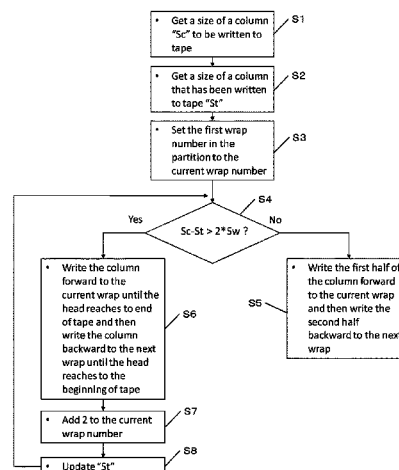 • Get a size of a column
"Sc" to be written to
tape
S1
• Get a size of a column
that has been written
to tape "St"
S2
• Set the first wrap
number in the
partition to the
current wrap number
S3
S4
Yes
Sc-St > 2*Sw ?
No
• Write the column
forward to the
current wrap until the
head reaches to end
of tape and then
write the column
backward to the next
wrap until the head
reaches to the
beginning of tape
S6
• Write the first half of
the column forward
to the current wrap
and then write the
second half
backward to the next
wrap
S5
• Add 2 to the current
wrap number
S7
• Update "St"
S8